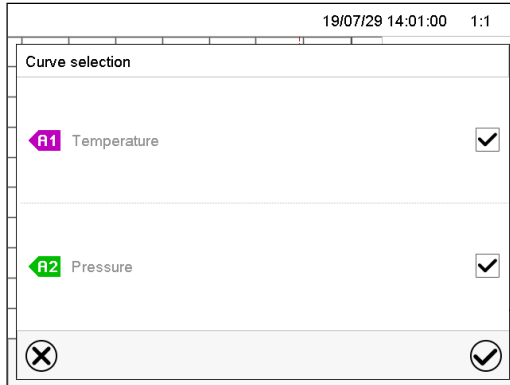 19/07/29 14:01:00 1:1
Curve selection
A1 Temperature
A2 Pressure